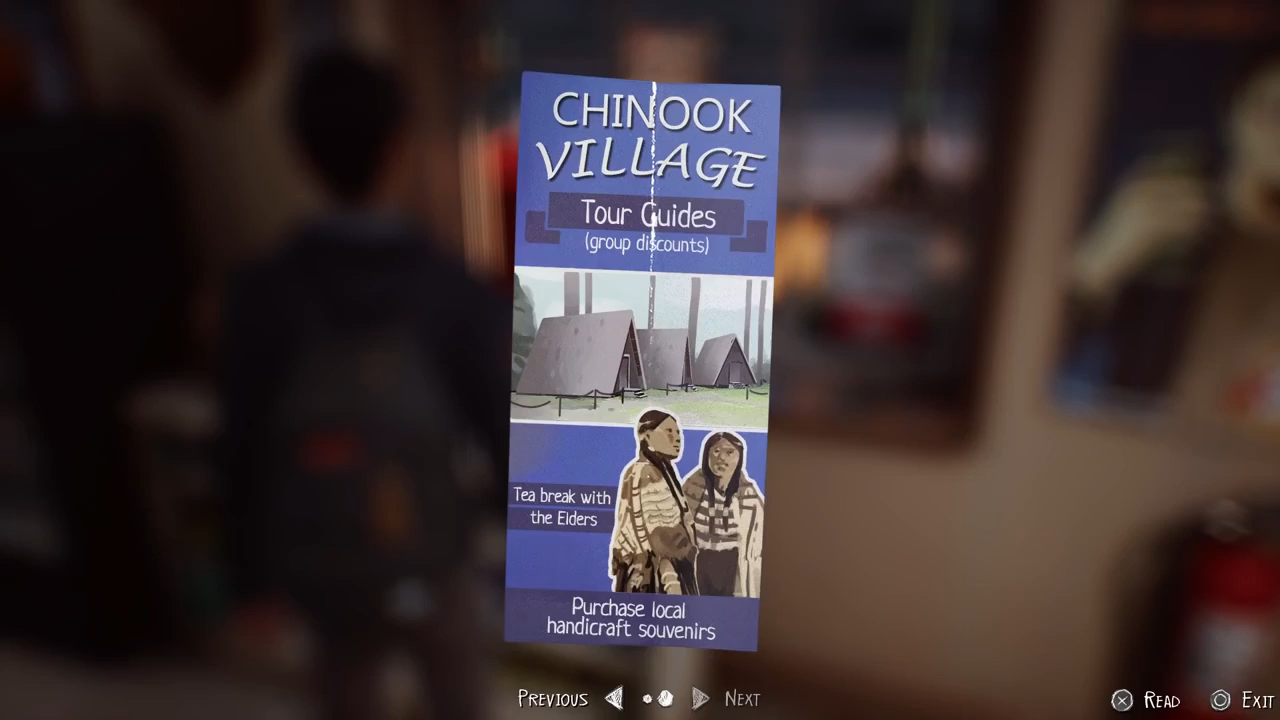 CHINOOK
VILLAGE
Tour Guides
(group discounts)
Tea break with
the Elders
Purchase local
handicraft souvenirs
PREVIOUS NEXT READ EXIT